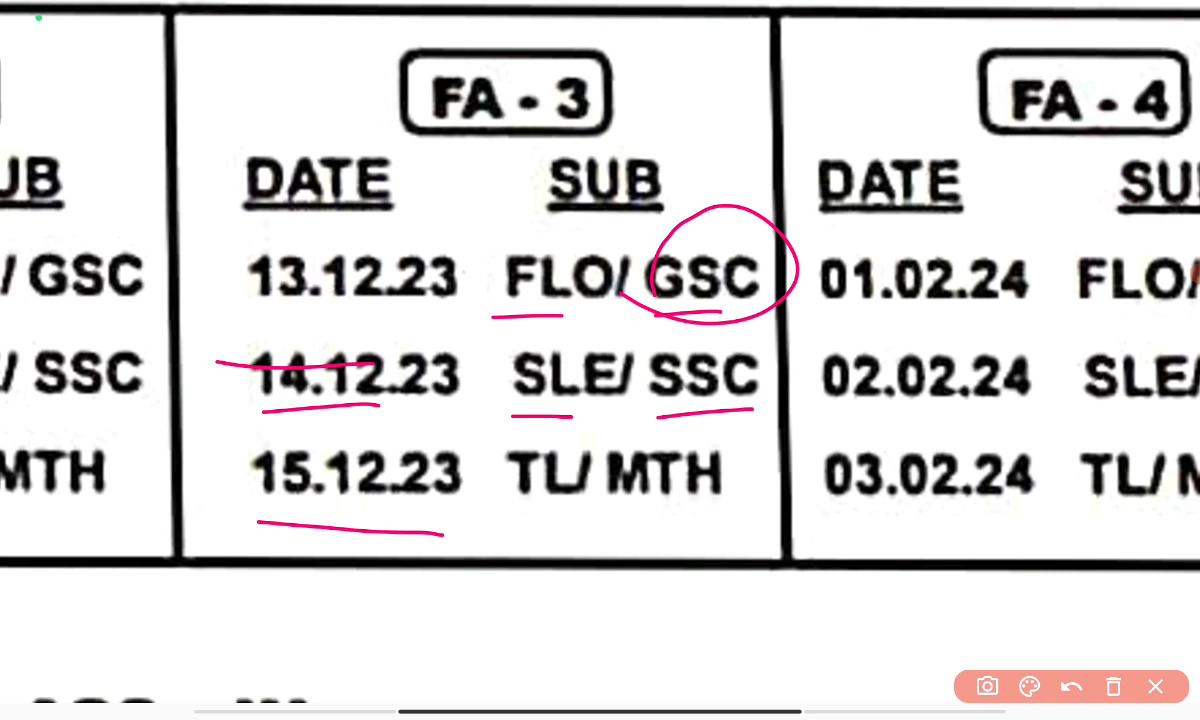 FA - 3 FA - 4
UB DATE SUB DATE
/ GSC 13.12.23 FLO/ GSC 01.02.24 FLO/
/ SSC 14.12.23 SLE/ SSC 02.02.24 SLE/
MTH 15.12.23 TL/ MTH 03.02.24 TL/